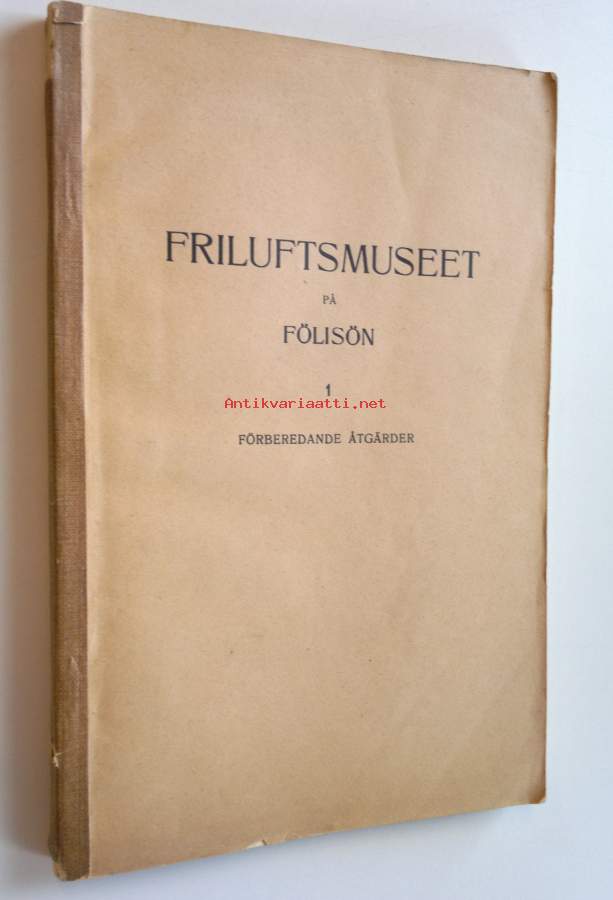 FRILUFTSMUSEET
PÅ
FÖLISÖN
1
Antikvariaatti.net
FÖRBEREDANDE ÅTGÄRDER